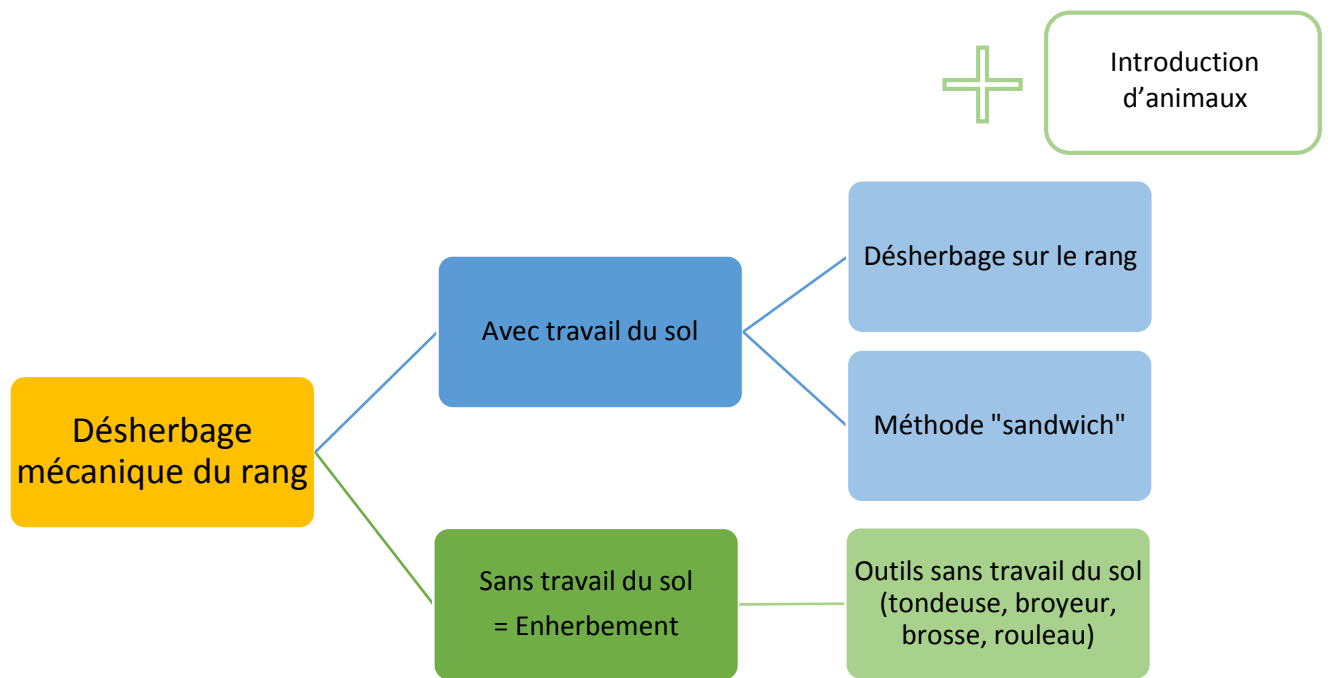 Introduction
d'animaux
Désherbage sur le rang
Avec travail du sol
Méthode "sandwich"
Désherbage
mécanique du rang
Sans travail du sol
= Enherbement
Outils sans travail du sol
(tondeuse, broyeur,
brosse, rouleau)